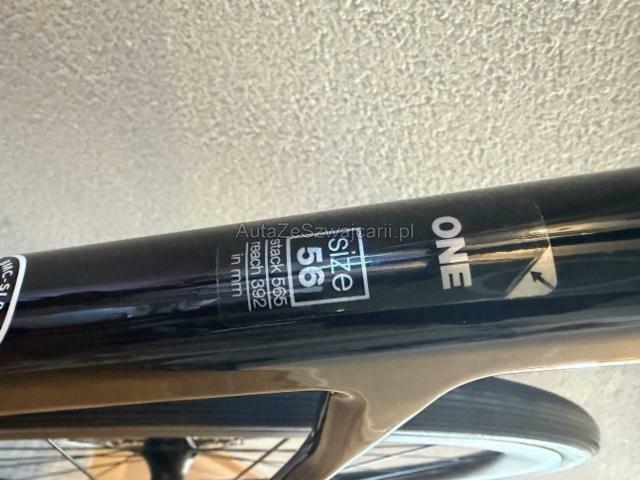 AutaZeSzwajcarii.pl
size
56
stack 565
reach 392
in mm
ONE